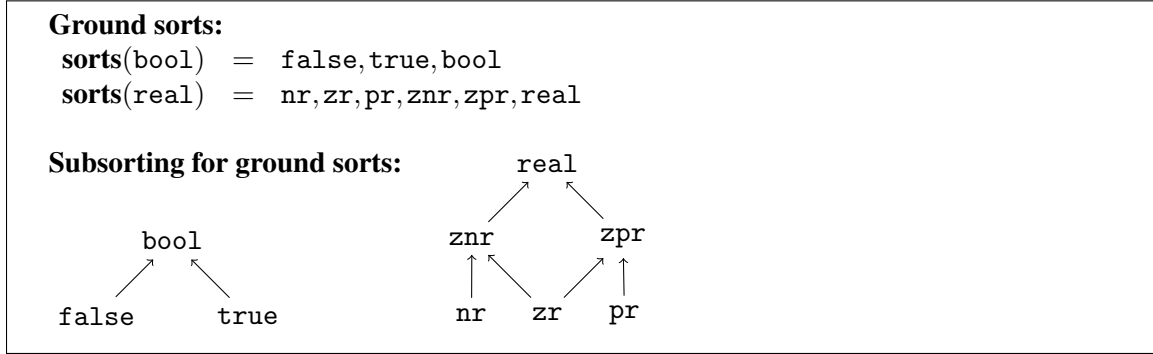 Ground sorts:
sorts(bool) = false,true,bool
sorts(real) = nr,zr,pr,znr,zpr,real
Subsorting for ground sorts:
real
bool
znr
zpr
false
true
nr
zr
pr